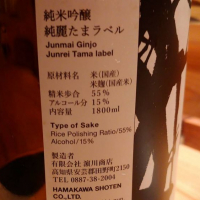 純米吟醸
純麗たまラベル
Junmai Ginjo
Junrei Tama label
原材料名 米(国産)
米麹(国産米)
精米歩合 55%
アルコール分 15%
内容量 1800ml
Type of Sake
Rice Polishing Ratio/55%
Alcohol/15%
製造者
有限会社 濵川商店
高知県安芸郡田野町2150
TEL 0887-38-2004
HAMAKAWA SHOTEN
CO.,LTD.